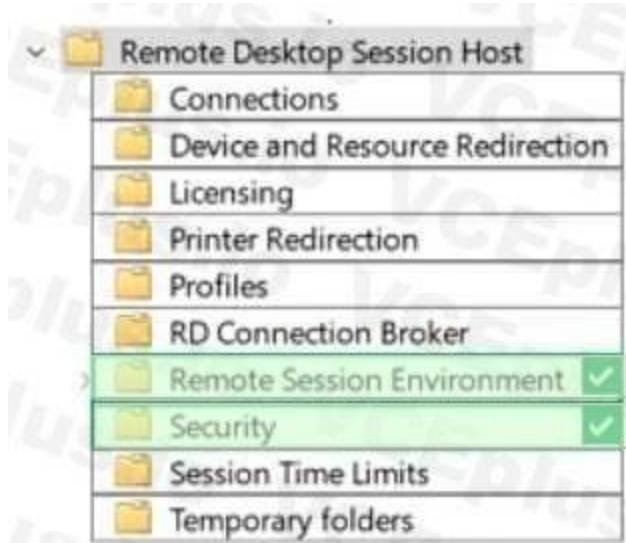 Remote Desktop Session Host
Connections
Device and Resource Redirection
Licensing
Printer Redirection
Profiles
RD Connection Broker
Remote Session Environment
Security
Session Time Limits
Temporary folders